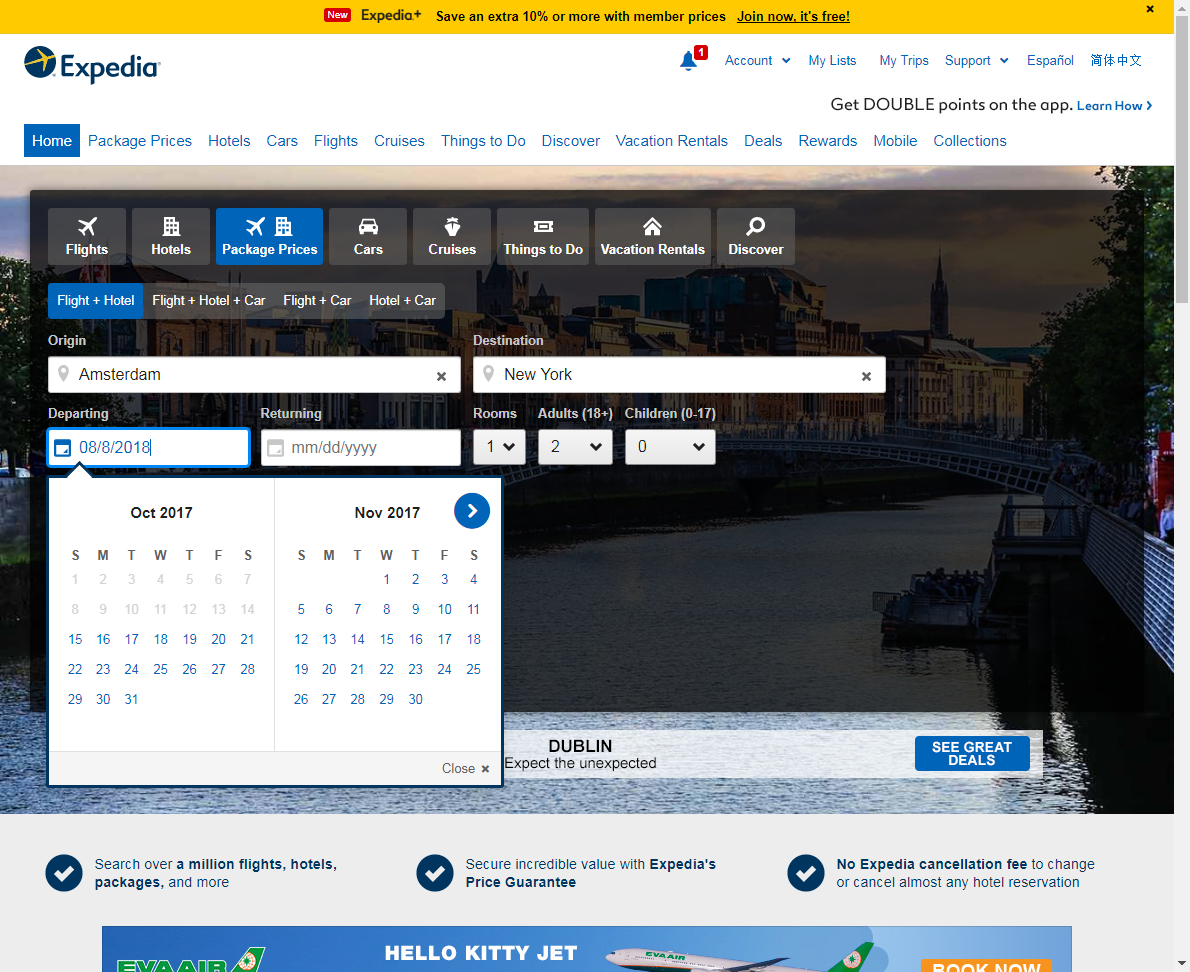 New Expedia+ Save an extra 10% or more with member prices Join now, it's free!
Expedia
1 Account My Lists My Trips Support Español 简体中文
Get DOUBLE points on the app. Learn How
Home Package Prices Hotels Cars Flights Cruises Things to Do Discover Vacation Rentals Deals Rewards Mobile Collections
Flights Hotels Package Prices Cars Cruises Things to Do Vacation Rentals Discover
Flight + Hotel Flight + Hotel + Car Flight + Car Hotel + Car
Origin Destination
Amsterdam New York
Departing Returning Rooms Adults (18+) Children (0-17)
08/8/2018 mm/dd/yyyy 1 2 0
Oct 2017 Nov 2017
S M T W T F S S M T W T F S
1 2 3 4 5 6 7 1 2 3 4
8 9 10 11 12 13 14 5 6 7 8 9 10 11
15 16 17 18 19 20 21 12 13 14 15 16 17 18
22 23 24 25 26 27 28 19 20 21 22 23 24 25
29 30 31 26 27 28 29 30
Close
DUBLIN
Expect the unexpected
SEE GREAT
DEALS
Search over a million flights, hotels,
packages, and more
Secure incredible value with Expedia's
Price Guarantee
No Expedia cancellation fee to change
or cancel almost any hotel reservation
EVA AIR HELLO KITTY JET EVA AIR BOOK NOW